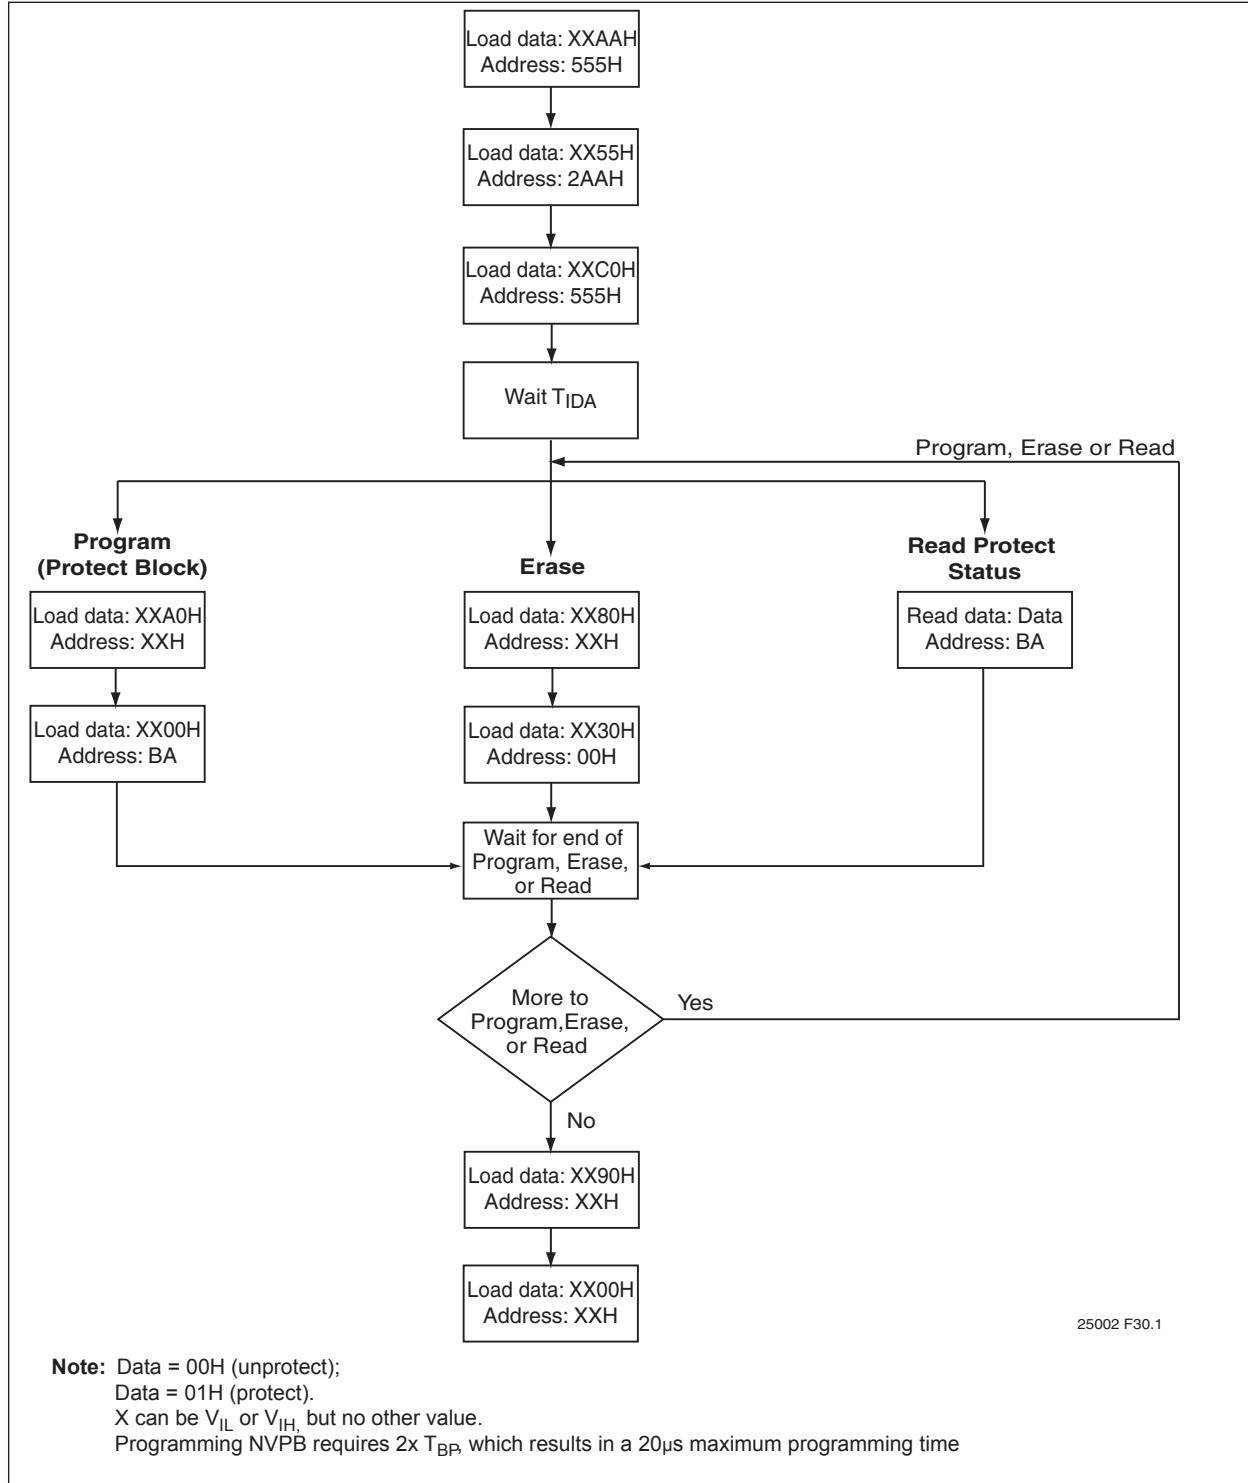 Load data: XXAAH
Address: 555H
Load data: XX55H
Address: 2AAH
Load data: XXC0H
Address: 555H
Wait TIDA
Program, Erase or Read
Program
(Protect Block)
Load data: XXA0H
Address: XXH
Load data: XX00H
Address: BA
Erase
Load data: XX80H
Address: XXH
Load data: XX30H
Address: 00H
Read Protect
Status
Read data: Data
Address: BA
Wait for end of
Program, Erase,
or Read
More to
Program,Erase,
or Read
Yes
No
Load data: XX90H
Address: XXH
Load data: XX00H
Address: XXH
25002 F30.1
Note: Data = 00H (unprotect);
Data = 01H (protect).
X can be VIL or VIH, but no other value.
Programming NVPB requires 2x TBP, which results in a 20µs maximum programming time